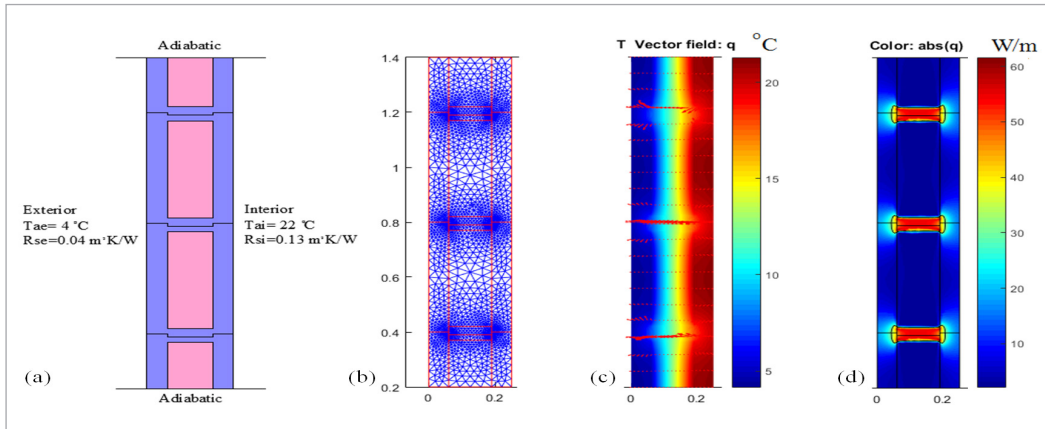 Adiabatic
Exterior
Tae= 4 °C
Rse=0.04 m²K/W
Interior
Tai= 22 °C
Rsi=0.13 m²K/W
Adiabatic
(a)
1.4
1.2
1
0.8
0.6
0.4
0.2
0
0.2
(b)
T Vector field: q
°C
20
15
10
5
0
0.2
(c)
Color: abs(q)
W/m
60
50
40
30
20
10
0
0.2
(d)